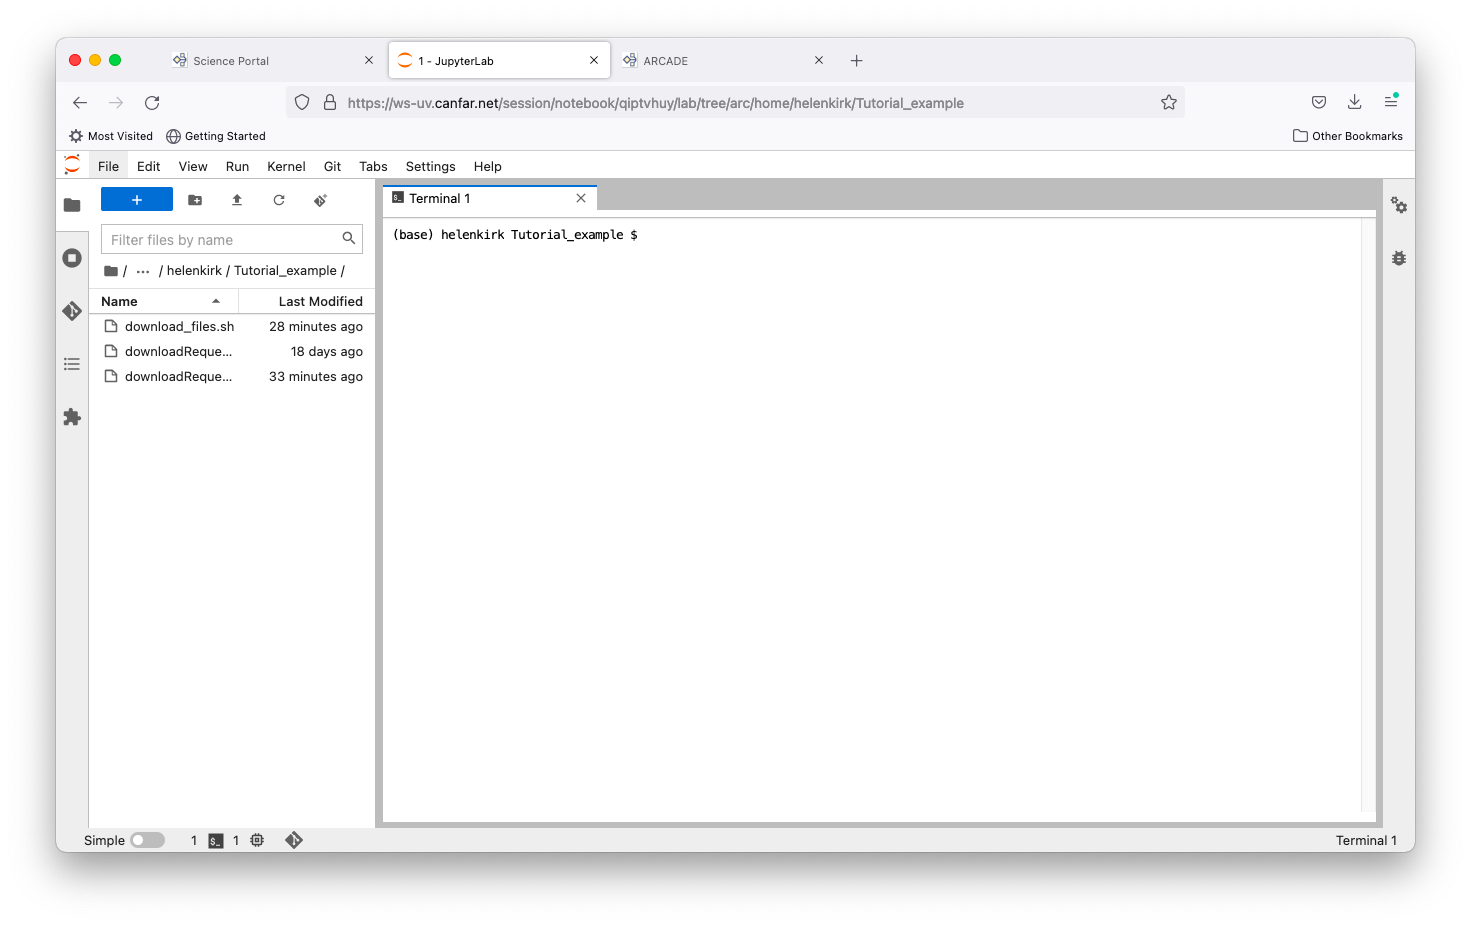 Science Portal
1 - JupyterLab
ARCADE
https://ws-uv.canfar.net/session/notebook/qiptvhuy/lab/tree/arc/home/helenkirk/Tutorial_example
Most Visited
Getting Started
Other Bookmarks
File Edit View Run Kernel Git Tabs Settings Help
Terminal 1
(base) helenkirk Tutorial_example $
Filter files by name
/ ··· / helenkirk / Tutorial_example /
Name Last Modified
download_files.sh 28 minutes ago
downloadReque... 18 days ago
downloadReque... 33 minutes ago
Simple 1 $_ 1 Terminal 1